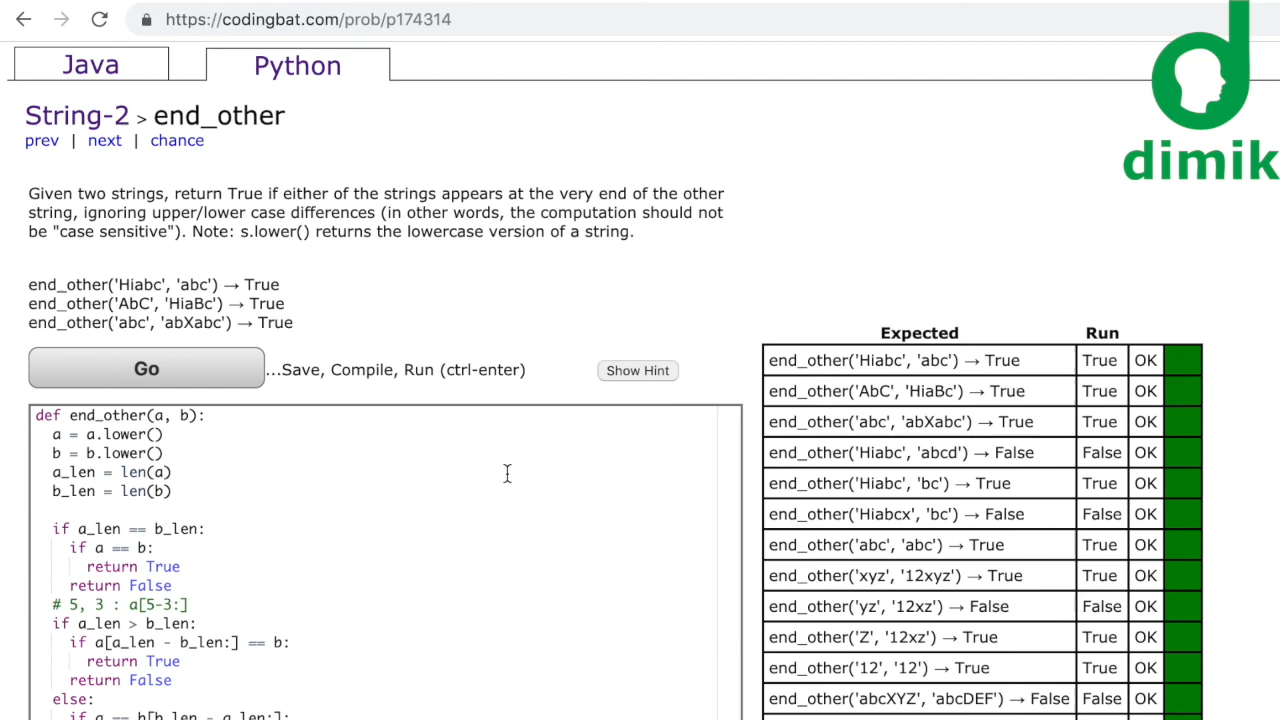 https://codingbat.com/prob/p174314
Java
Python
dimik
String-2 > end_other
prev | next | chance
Given two strings, return True if either of the strings appears at the very end of the other
string, ignoring upper/lower case differences (in other words, the computation should not
be "case sensitive"). Note: s.lower() returns the lowercase version of a string.
end_other('Hiabc', 'abc') → True
end_other('AbC', 'HiaBc') → True
end_other('abc', 'abXabc') → True
Go
...Save, Compile, Run (ctrl-enter)
Show Hint
def end_other(a, b):
  a = a.lower()
  b = b.lower()
  a_len = len(a)
  b_len = len(b)
  if a_len == b_len:
    if a == b:
      return True
    return False
  # 5, 3 : a[5-3:]
  if a_len > b_len:
    if a[a_len - b_len:] == b:
      return True
    return False
  else:
    if a == b[b_len - a_len:]:
Expected Run
end_other('Hiabc', 'abc') → True True OK
end_other('AbC', 'HiaBc') → True True OK
end_other('abc', 'abXabc') → True True OK
end_other('Hiabc', 'abcd') → False False OK
end_other('Hiabc', 'bc') → True True OK
end_other('Hiabcx', 'bc') → False False OK
end_other('abc', 'abc') → True True OK
end_other('xyz', '12xyz') → True True OK
end_other('yz', '12xz') → False False OK
end_other('Z', '12xz') → True True OK
end_other('12', '12') → True True OK
end_other('abcXYZ', 'abcDEF') → False False OK